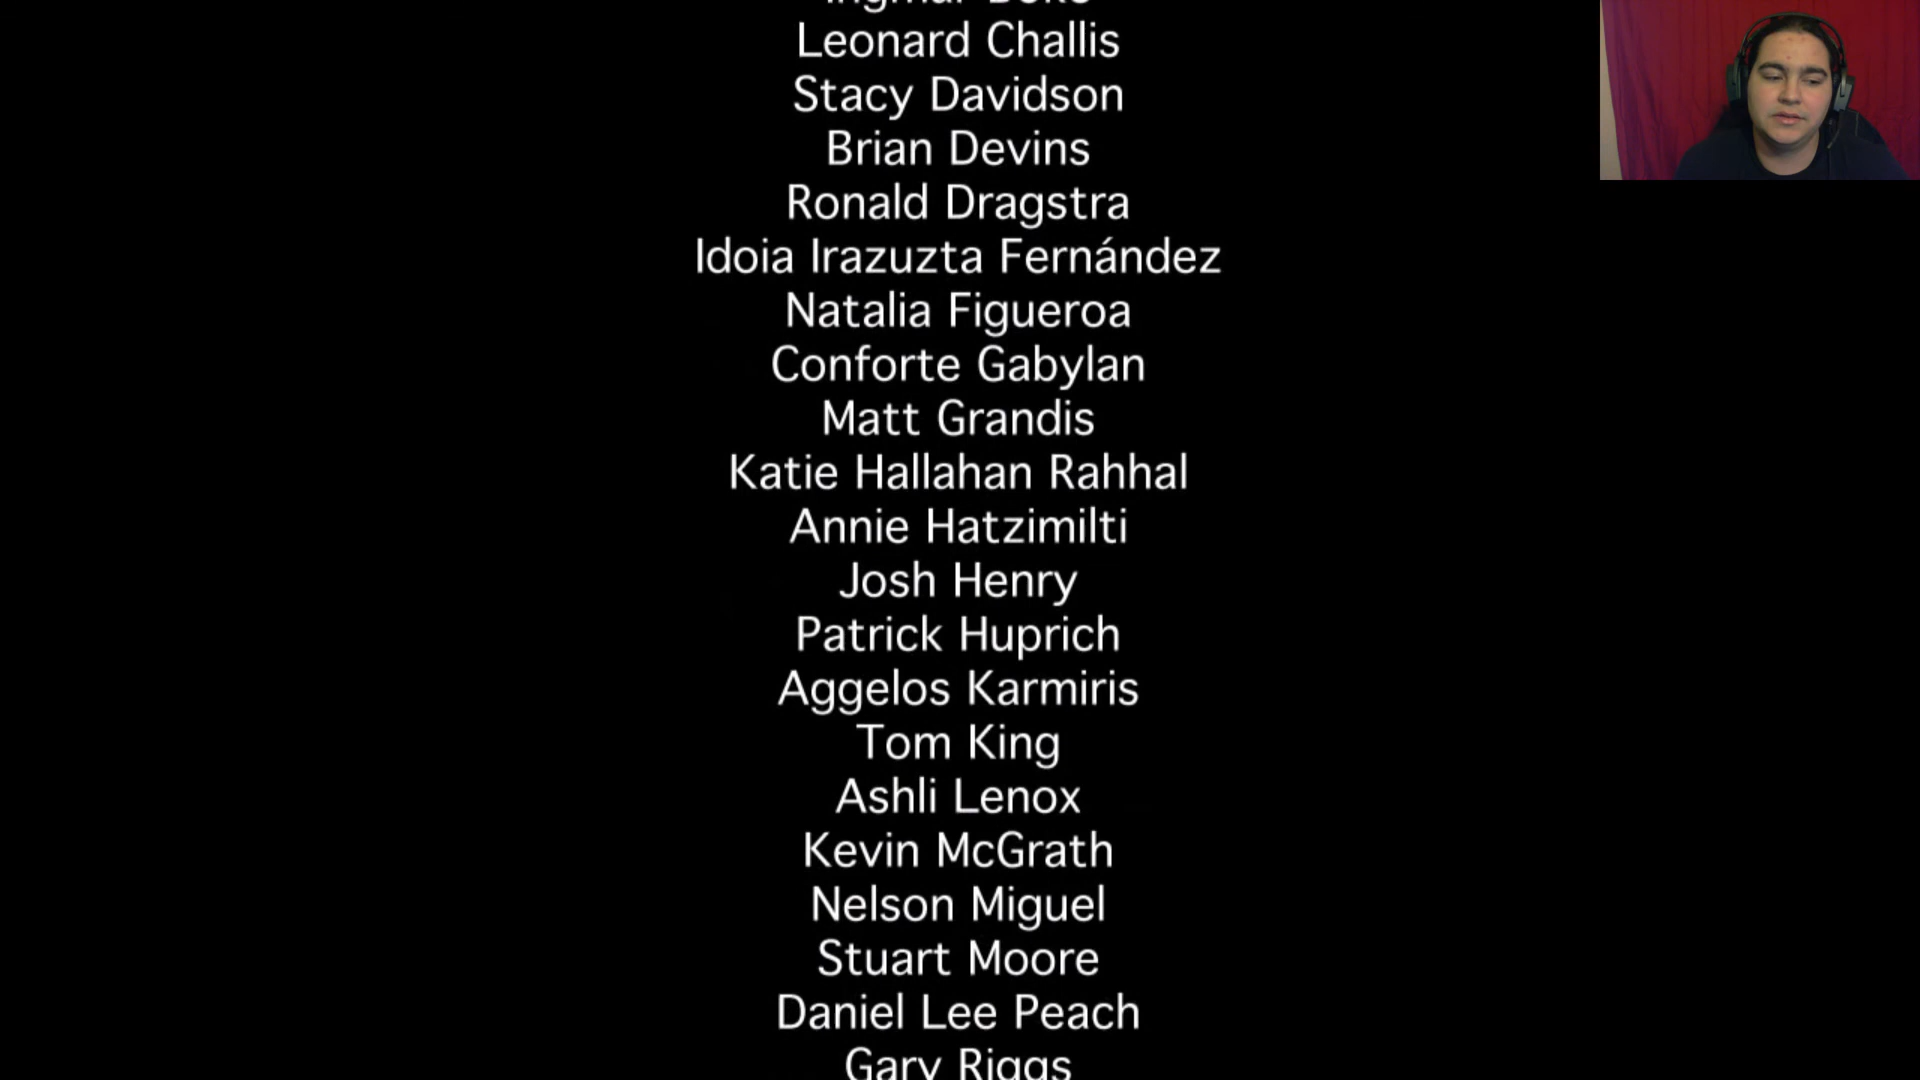 Leonard Challis
Stacy Davidson
Brian Devins
Ronald Dragstra
Idoia Irazuzta Fernández
Natalia Figueroa
Conforte Gabylan
Matt Grandis
Katie Hallahan Rahhal
Annie Hatzimilti
Josh Henry
Patrick Huprich
Aggelos Karmiris
Tom King
Ashli Lenox
Kevin McGrath
Nelson Miguel
Stuart Moore
Daniel Lee Peach
Gary Riggs